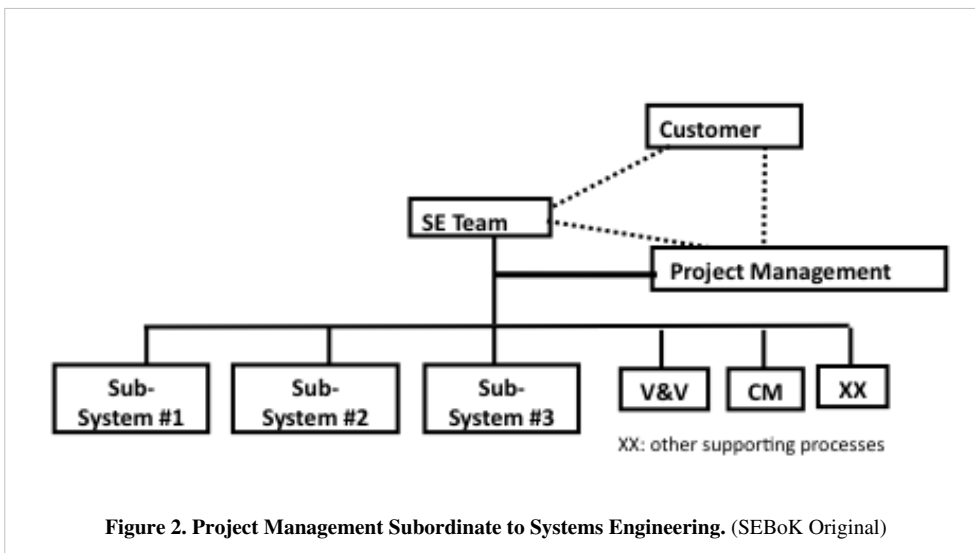 Customer
SE Team
Project Management
Sub-
System #1
Sub-
System #2
Sub-
System #3
V&V
CM
XX
XX: other supporting processes
Figure 2. Project Management Subordinate to Systems Engineering. (SEBoK Original)